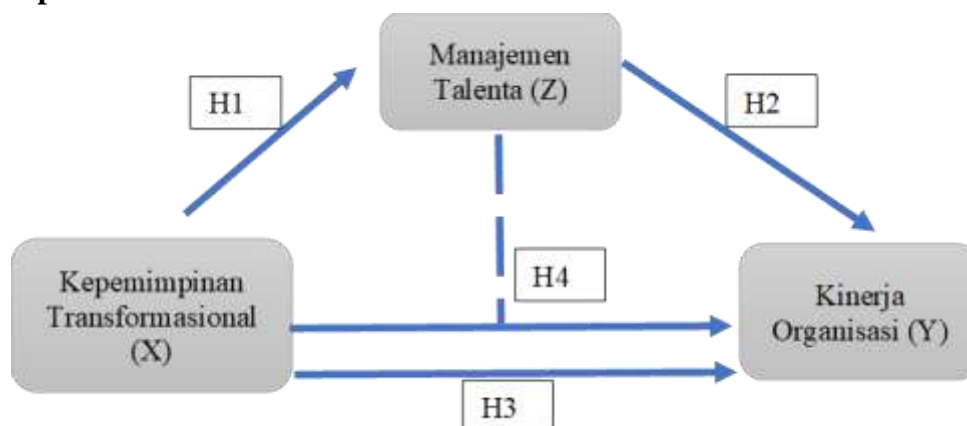 Manajemen
Talenta (Z)
H1
H2
Kepemimpinan
Transformasional
(X)
H4
Kinerja
Organisasi (Y)
H3